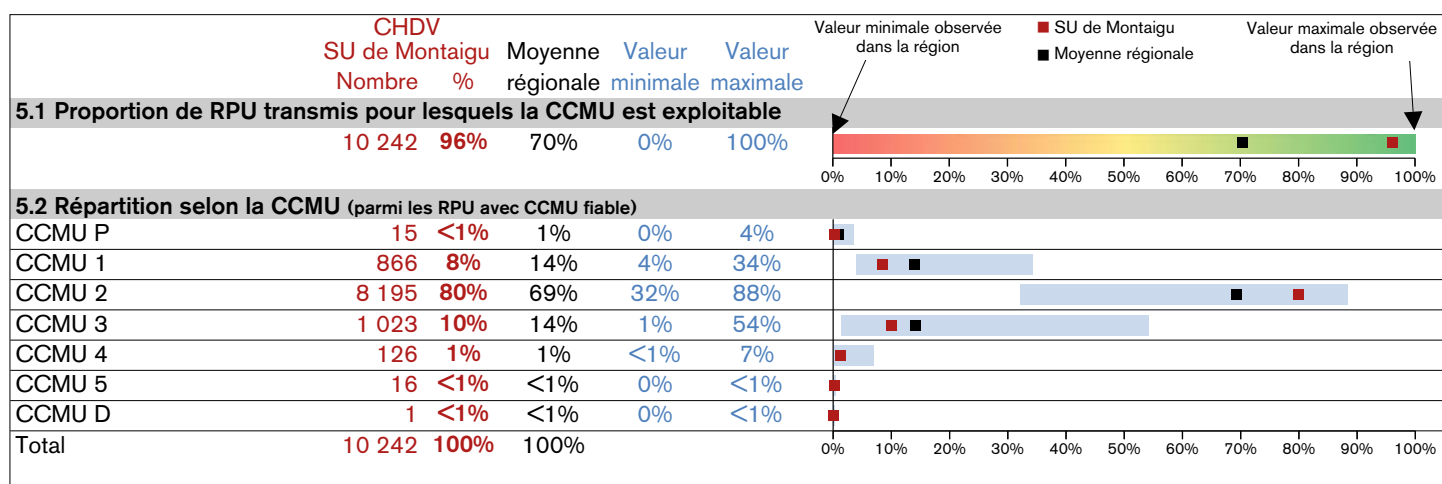 CHDV
SU de Montaigu Moyenne Valeur Valeur
Nombre % régionale minimale maximale
Valeur minimale observée
dans la région
SU de Montaigu
Moyenne régionale
Valeur maximale observée
dans la région
5.1 Proportion de RPU transmis pour lesquels la CCMU est exploitable
10 242 96% 70% 0% 100%
0% 10% 20% 30% 40% 50% 60% 70% 80% 90% 100%
5.2 Répartition selon la CCMU (parmi les RPU avec CCMU fiable)
CCMU P 15 <1% 1% 0% 4%
CCMU 1 866 8% 14% 4% 34%
CCMU 2 8 195 80% 69% 32% 88%
CCMU 3 1 023 10% 14% 1% 54%
CCMU 4 126 1% 1% <1% 7%
CCMU 5 16 <1% <1% 0% <1%
CCMU D 1 <1% <1% 0% <1%
Total 10 242 100% 100%
0% 10% 20% 30% 40% 50% 60% 70% 80% 90% 100%